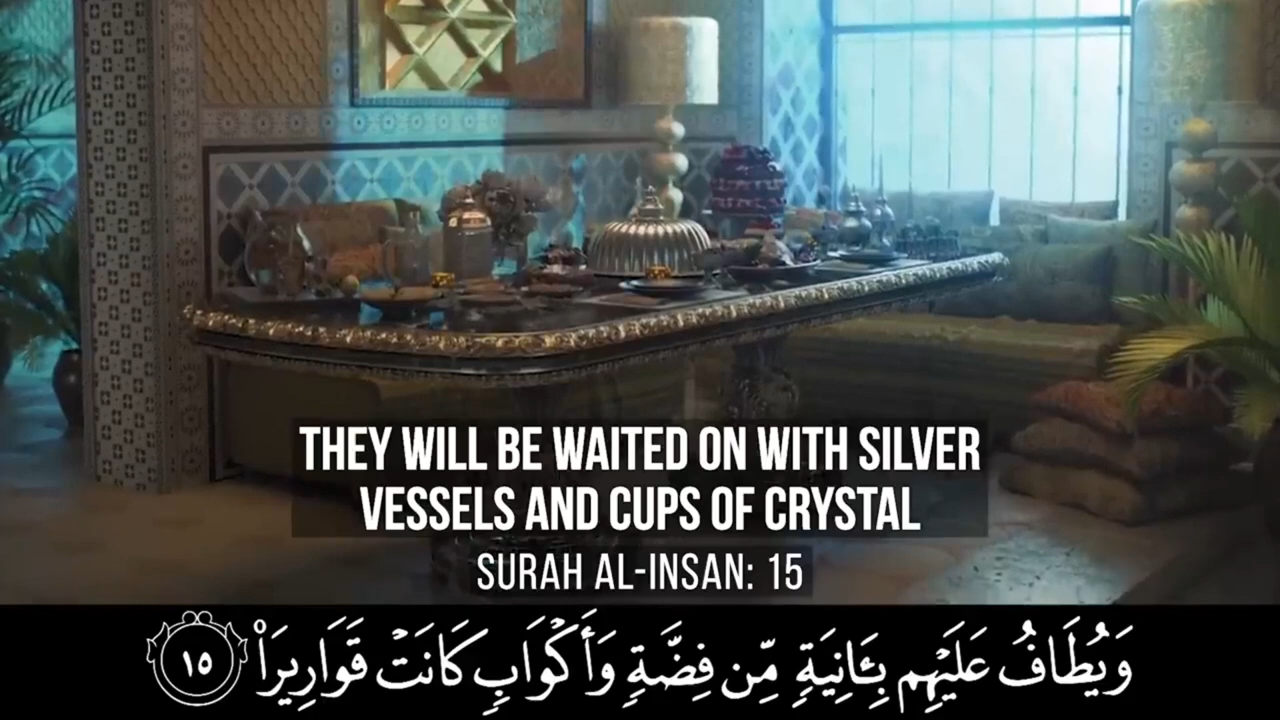 THEY WILL BE WAITED ON WITH SILVER
VESSELS AND CUPS OF CRYSTAL
SURAH AL-INSAN: 15
وَيُطَافُ عَلَيْهِم بِـَٔانِيَةٍ مِّن فِضَّةٍ وَأَكْوَابٍ كَانَتْ قَوَارِيرَا۠ ١٥